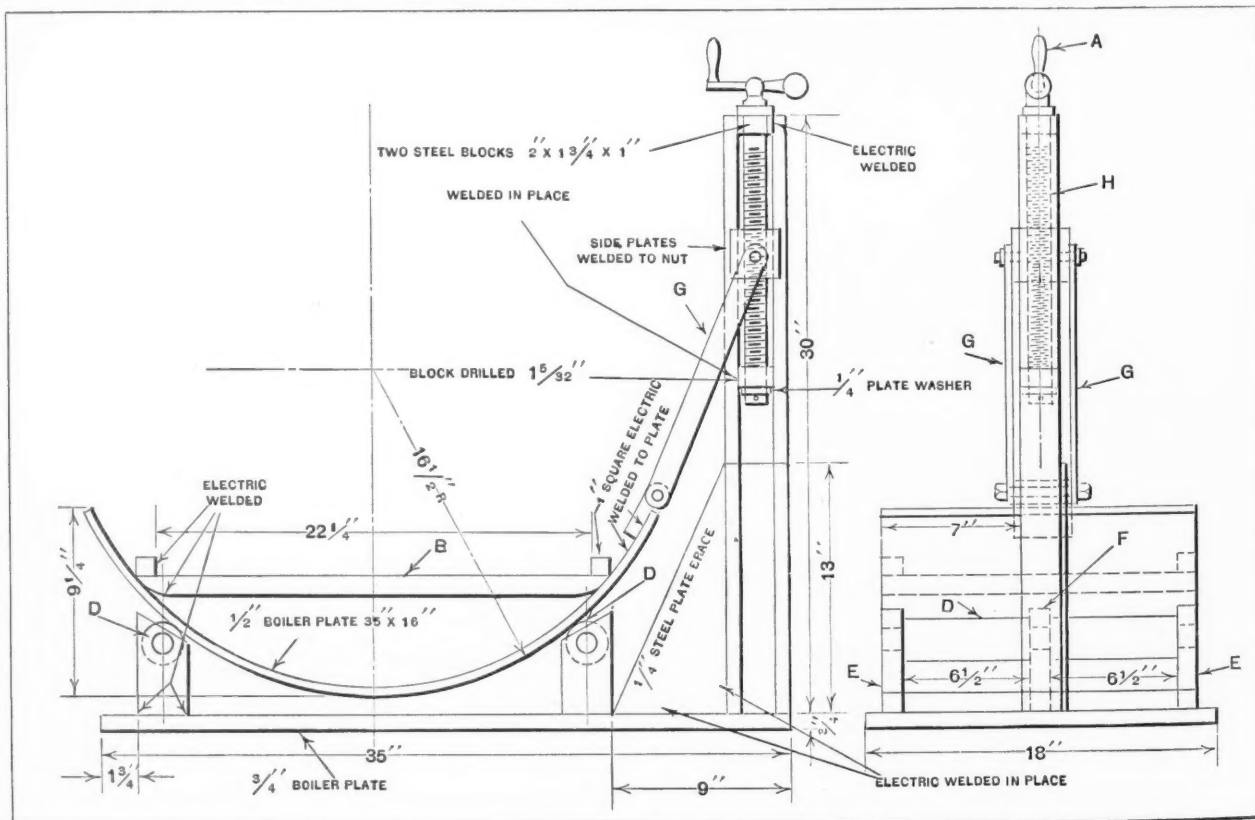 A
TWO STEEL BLOCKS 2" X 1 3/4" X 1"
ELECTRIC
WELDED
WELDED IN PLACE
H
SIDE PLATES
WELDED TO NUT
G
30"
BLOCK DRILLED 1 5/32"
1/4" PLATE WASHER
G
G
1" SQUARE ELECTRIC
WELDED TO PLATE
16 1/2" R
ELECTRIC
WELDED
22 1/4"
B
9 1/4"
13"
7"
F
D
D
D
1/2" BOILER PLATE 35" X 16"
1/4" STEEL PLATE BRACE
E
6 1/2"
6 1/2"
E
35"
18"
1 3/4"
3/4" BOILER PLATE
9"
ELECTRIC WELDED IN PLACE